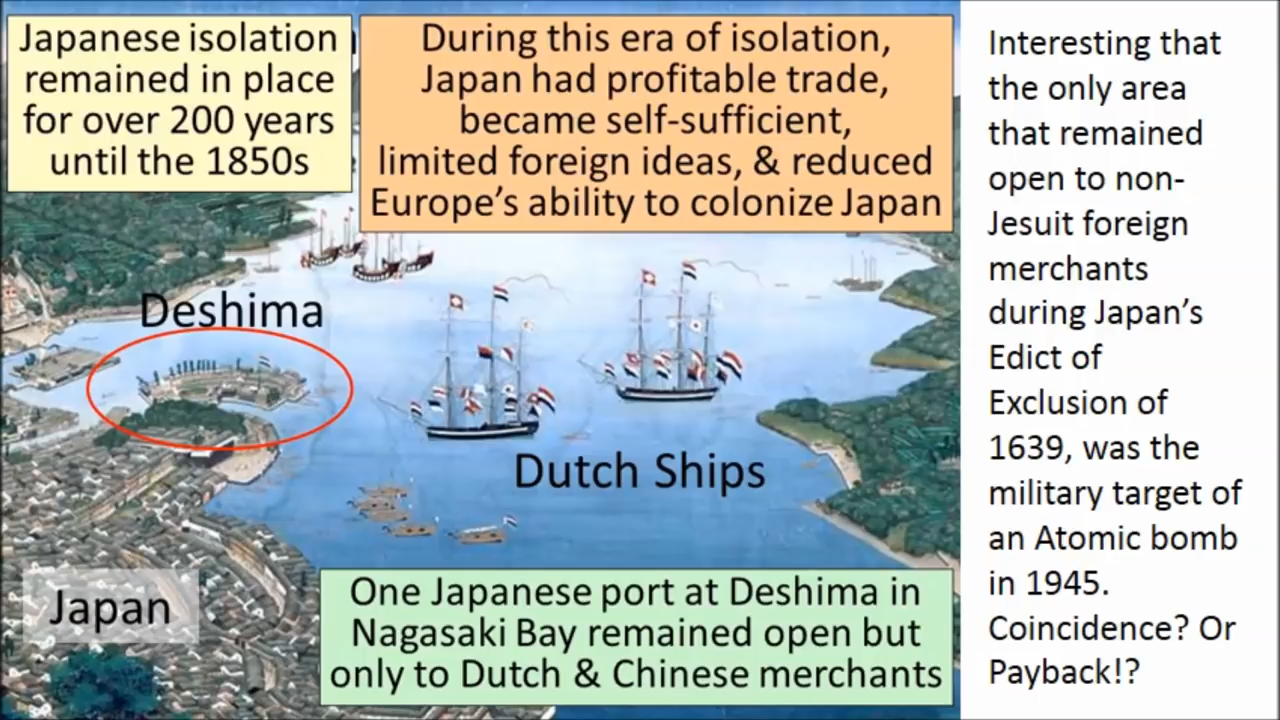 Japanese isolation
remained in place
for over 200 years
until the 1850s
During this era of isolation,
Japan had profitable trade,
became self-sufficient,
limited foreign ideas, & reduced
Europe's ability to colonize Japan
Deshima
Dutch Ships
Japan
One Japanese port at Deshima in
Nagasaki Bay remained open but
only to Dutch & Chinese merchants
Interesting that
the only area
that remained
open to non-
Jesuit foreign
merchants
during Japan's
Edict of
Exclusion of
1639, was the
military target of
an Atomic bomb
in 1945.
Coincidence? Or
Payback!?